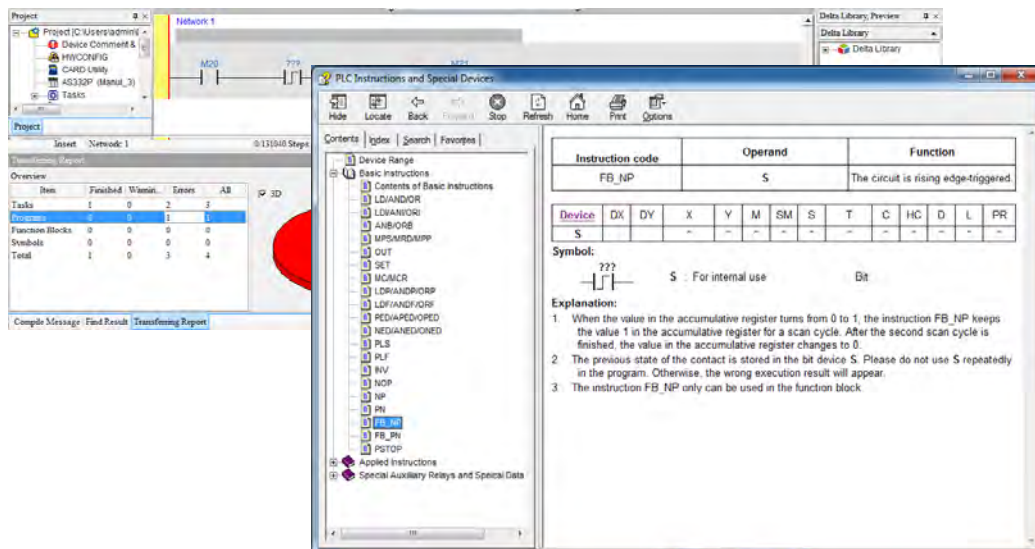 Project
Project [C:\Users\admini
Device Comment &
HWCONFIG
CARD Utility
AS332P (Manul_3)
Tasks
Project
Network 1
M20
???
Delta Library, Preview
Delta Library
Delta Library
Insert Network: 1
0/131040 Steps
Transferring Report
Overview
Item Finished Warnin... Errors All
Tasks 1 0 2 3
Programs 0 0 1 1
Function Blocks 0 0 0 0
Symbols 0 0 0 0
Total 1 0 3 4
3D
Compile Message Find Result Transferring Report
PLC Instructions and Special Devices
Hide Locate Back Forward Stop Refresh Home Print Options
Contents Index Search Favorites
Device Range
Basic Instructions
Contents of Basic Instructions
LD/AND/OR
LDI/ANI/ORI
ANB/ORB
MPS/MRD/MPP
OUT
SET
MC/MCR
LDP/ANDP/ORP
LDF/ANDF/ORF
PED/APED/OPED
NED/ANED/ONED
PLS
PLF
INV
NOP
NP
PN
FB_NP
FB_PN
PSTOP
Applied Instructions
Special Auxiliary Relays and Speical Data
Instruction code Operand Function
FB_NP S The circuit is rising edge-triggered.
Device DX DY X Y M SM S T C HC D L PR
S
Symbol:
???
S : For internal use Bit
Explanation:
1. When the value in the accumulative register turns from 0 to 1, the instruction FB_NP keeps
the value 1 in the accumulative register for a scan cycle. After the second scan cycle is
finished, the value in the accumulative register changes to 0.
2 The previous state of the contact is stored in the bit device S. Please do not use S repeatedly
in the program. Otherwise, the wrong execution result will appear.
3 The instruction FB_NP only can be used in the function block.